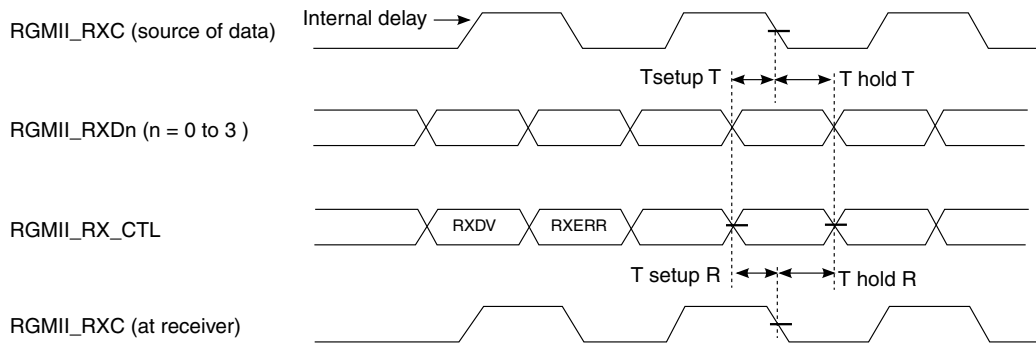 RGMII_RXC (source of data)
Internal delay
Tsetup T
T hold T
RGMII_RXDn (n = 0 to 3 )
RGMII_RX_CTL
RXDV
RXERR
T setup R
T hold R
RGMII_RXC (at receiver)